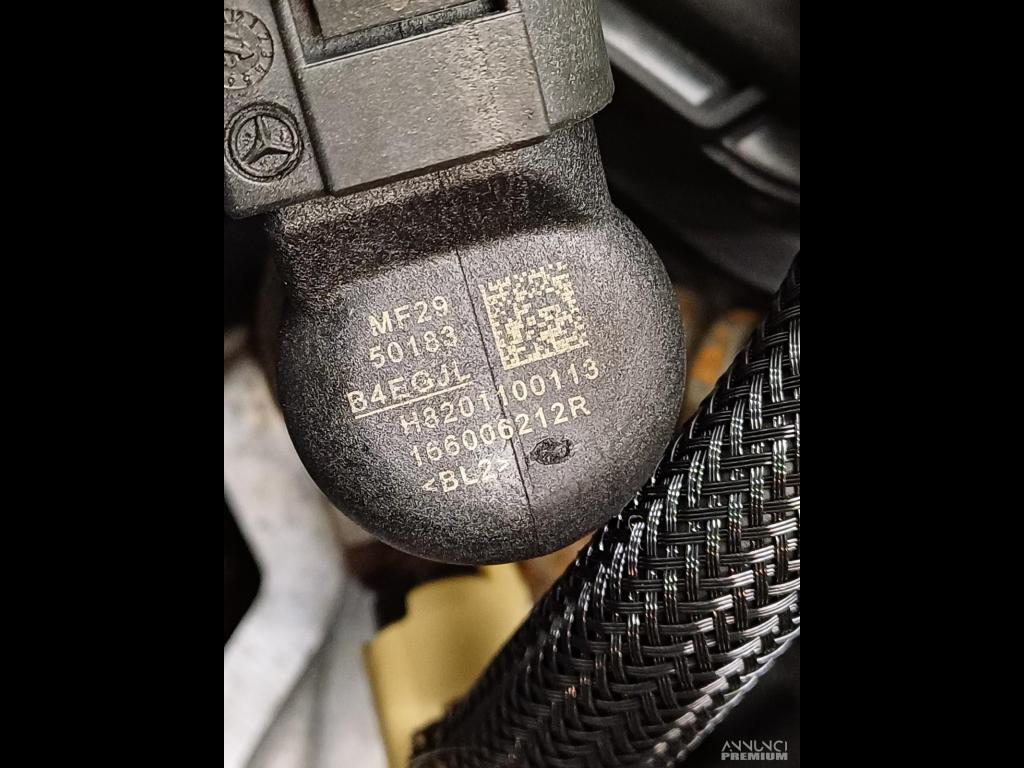 MF29
50183
B4EGJL
H8201100113
166006212R
<BL2>
ANNUNCI
PREMIUM